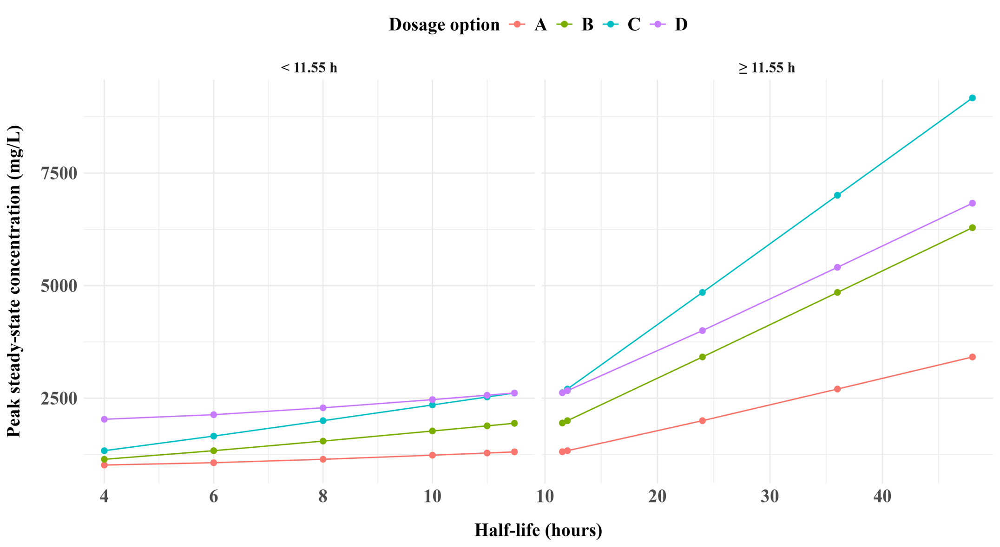 Dosage option A B C D
< 11.55 h
≥ 11.55 h
Peak steady-state concentration (mg/L)
7500
5000
2500
4 6 8 10
10 20 30 40
Half-life (hours)